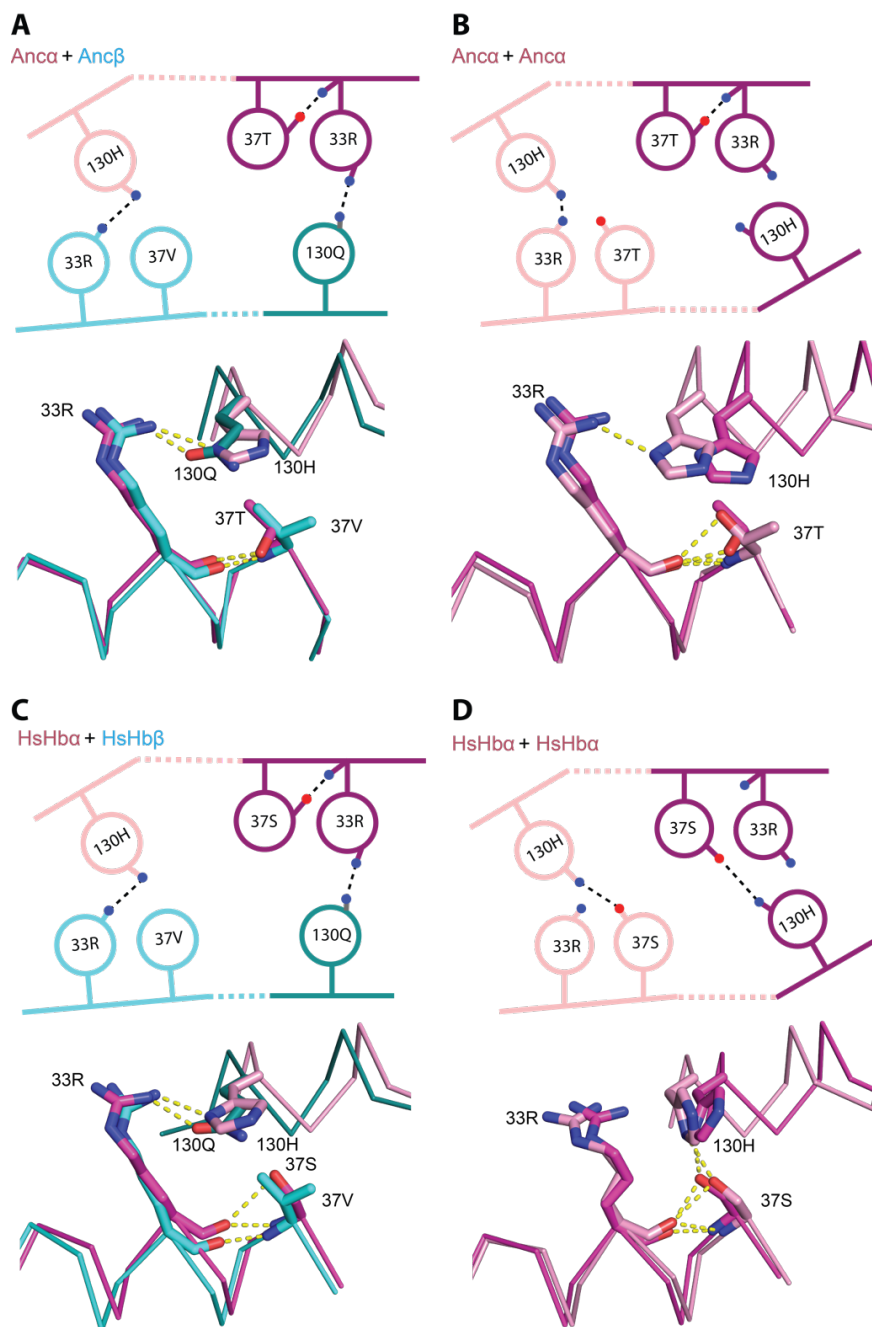 A
Ancα + Ancβ
130H
37T
33R
33R
37V
130Q
33R
130Q
130H
37T
37V
B
Ancα + Ancα
37T
33R
130H
130H
33R
37T
33R
130H
37T
C
HsHbα + HsHbβ
37S
33R
130H
33R
37V
130Q
33R
130Q
130H
37S
37V
D
HsHbα + HsHbα
37S
33R
130H
130H
33R
37S
33R
130H
37S